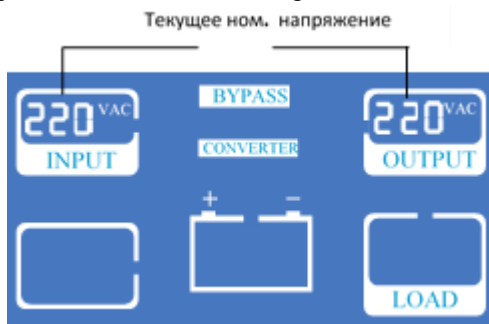 Текущее ном. напряжение
220 VAC
BYPASS
220 VAC
INPUT
CONVERTER
OUTPUT
+ −
LOAD